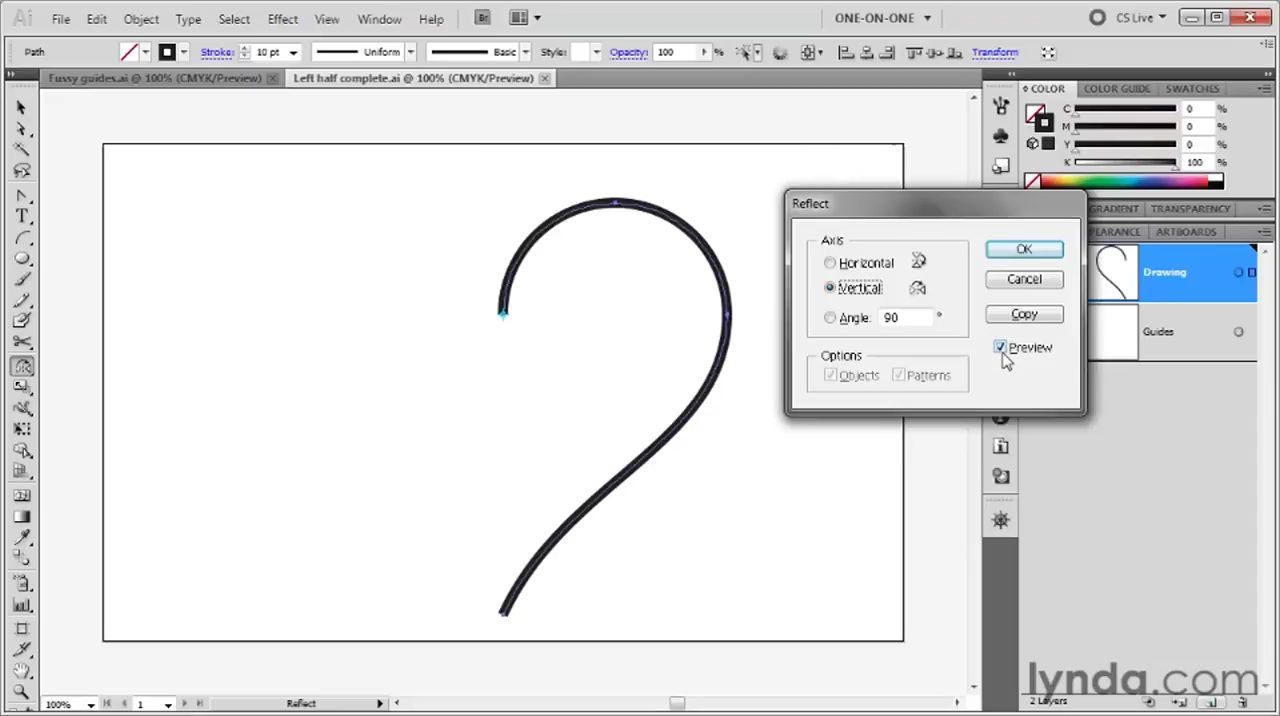 Ai File Edit Object Type Select Effect View Window Help Br ONE-ON-ONE CS Live
Path Stroke: 10 pt Uniform Basic Style: Opacity: 100 % Transform
Fussy guides.ai @ 100% (CMYK/Preview) Left half complete.ai @ 100% (CMYK/Preview)
COLOR COLOR GUIDE SWATCHES
C 0 %
M 0 %
Y 0 %
K 100 %
Reflect
GRADIENT TRANSPARENCY
PEARANCE ARTBOARDS
Axis
Horizontal
Vertical
Angle: 90 °
OK
Cancel
Copy
Preview
Options
Objects Patterns
Drawing
Guides
lynda.com
100% 1 Reflect
2 Layers